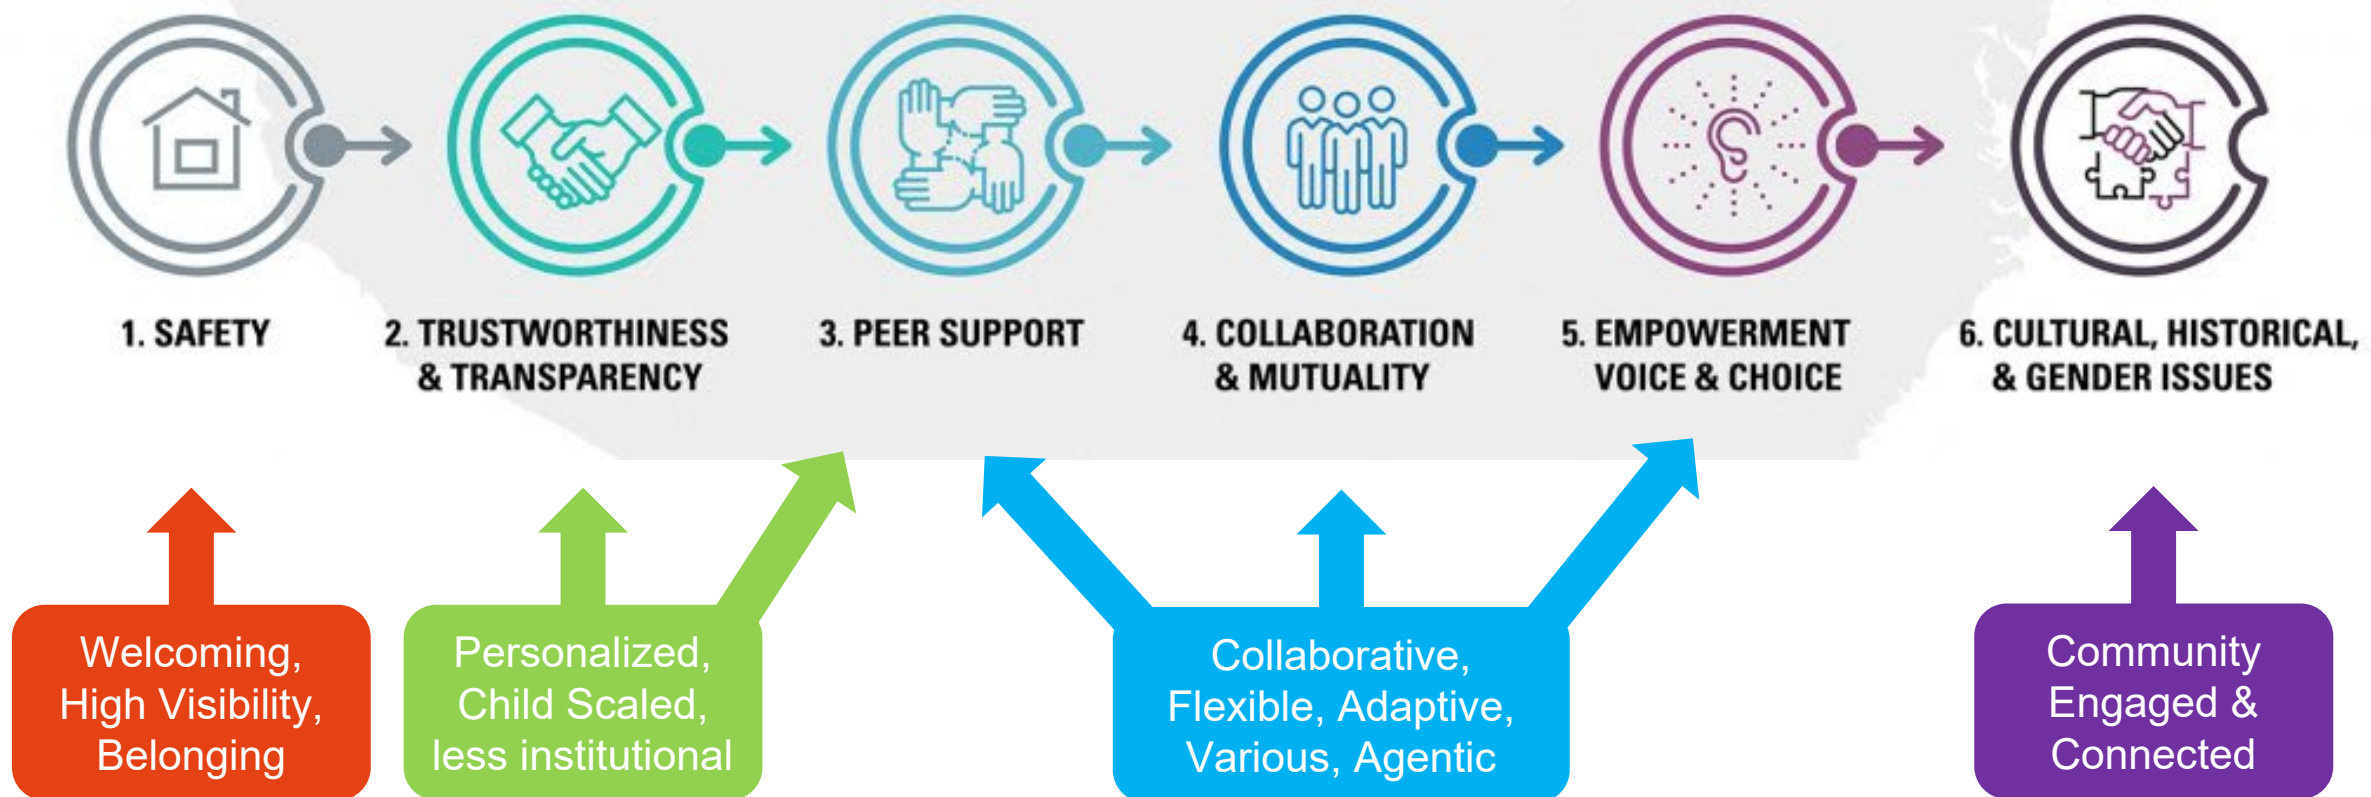 1. SAFETY
2. TRUSTWORTHINESS
& TRANSPARENCY
3. PEER SUPPORT
4. COLLABORATION
& MUTUALITY
5. EMPOWERMENT
VOICE & CHOICE
6. CULTURAL, HISTORICAL,
& GENDER ISSUES
Welcoming,
High Visibility,
Belonging
Personalized,
Child Scaled,
less institutional
Collaborative,
Flexible, Adaptive,
Various, Agentic
Community
Engaged &
Connected